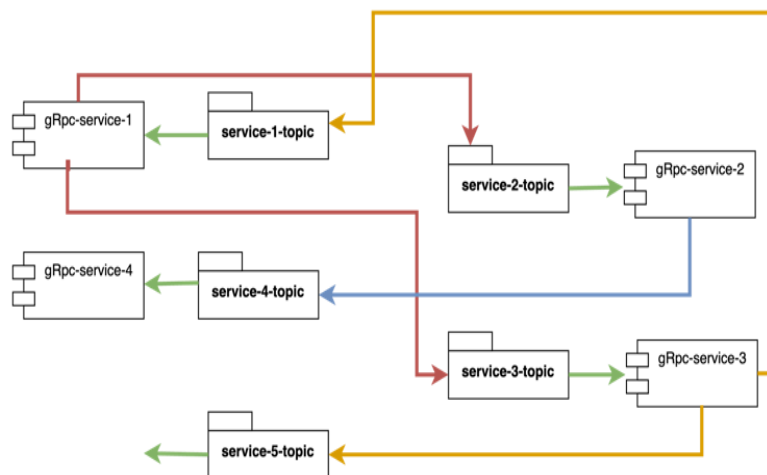 gRpc-service-1
service-1-topic
service-2-topic
gRpc-service-2
gRpc-service-4
service-4-topic
service-3-topic
gRpc-service-3
service-5-topic